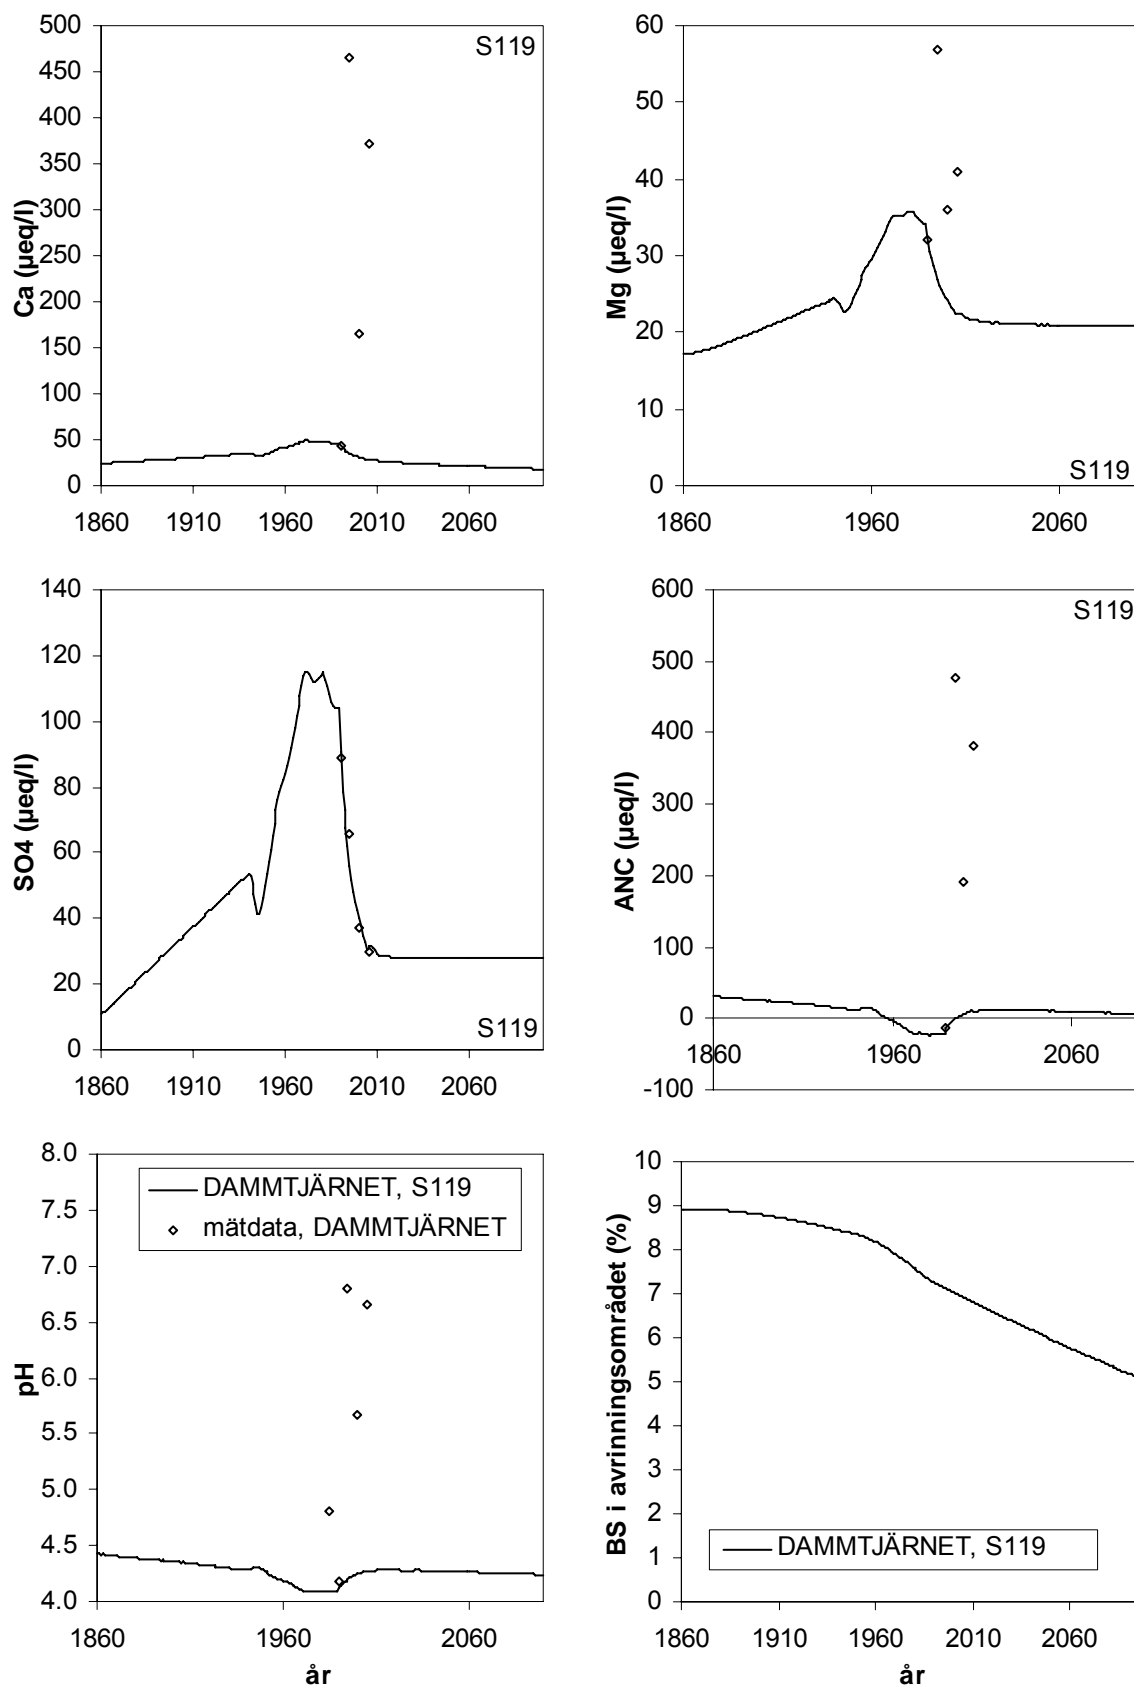 Ca (µeq/l)
500
450
400
350
300
250
200
150
100
50
0
S119
1860 1910 1960 2010 2060
Mg (µeq/l)
60
50
40
30
20
10
0
S119
1860 1960 2060
SO4 (µeq/l)
140
120
100
80
60
40
20
0
S119
1860 1910 1960 2010 2060
ANC (µeq/l)
600
500
400
300
200
100
0
-100
S119
1860 1960 2060
pH
8.0
7.5
7.0
6.5
6.0
5.5
5.0
4.5
4.0
DAMMTJÄRNET, S119
mätdata, DAMMTJÄRNET
1860 1960 2060
år
BS i avrinningsområdet (%)
10
9
8
7
6
5
4
3
2
1
0
DAMMTJÄRNET, S119
1860 1910 1960 2010 2060
år